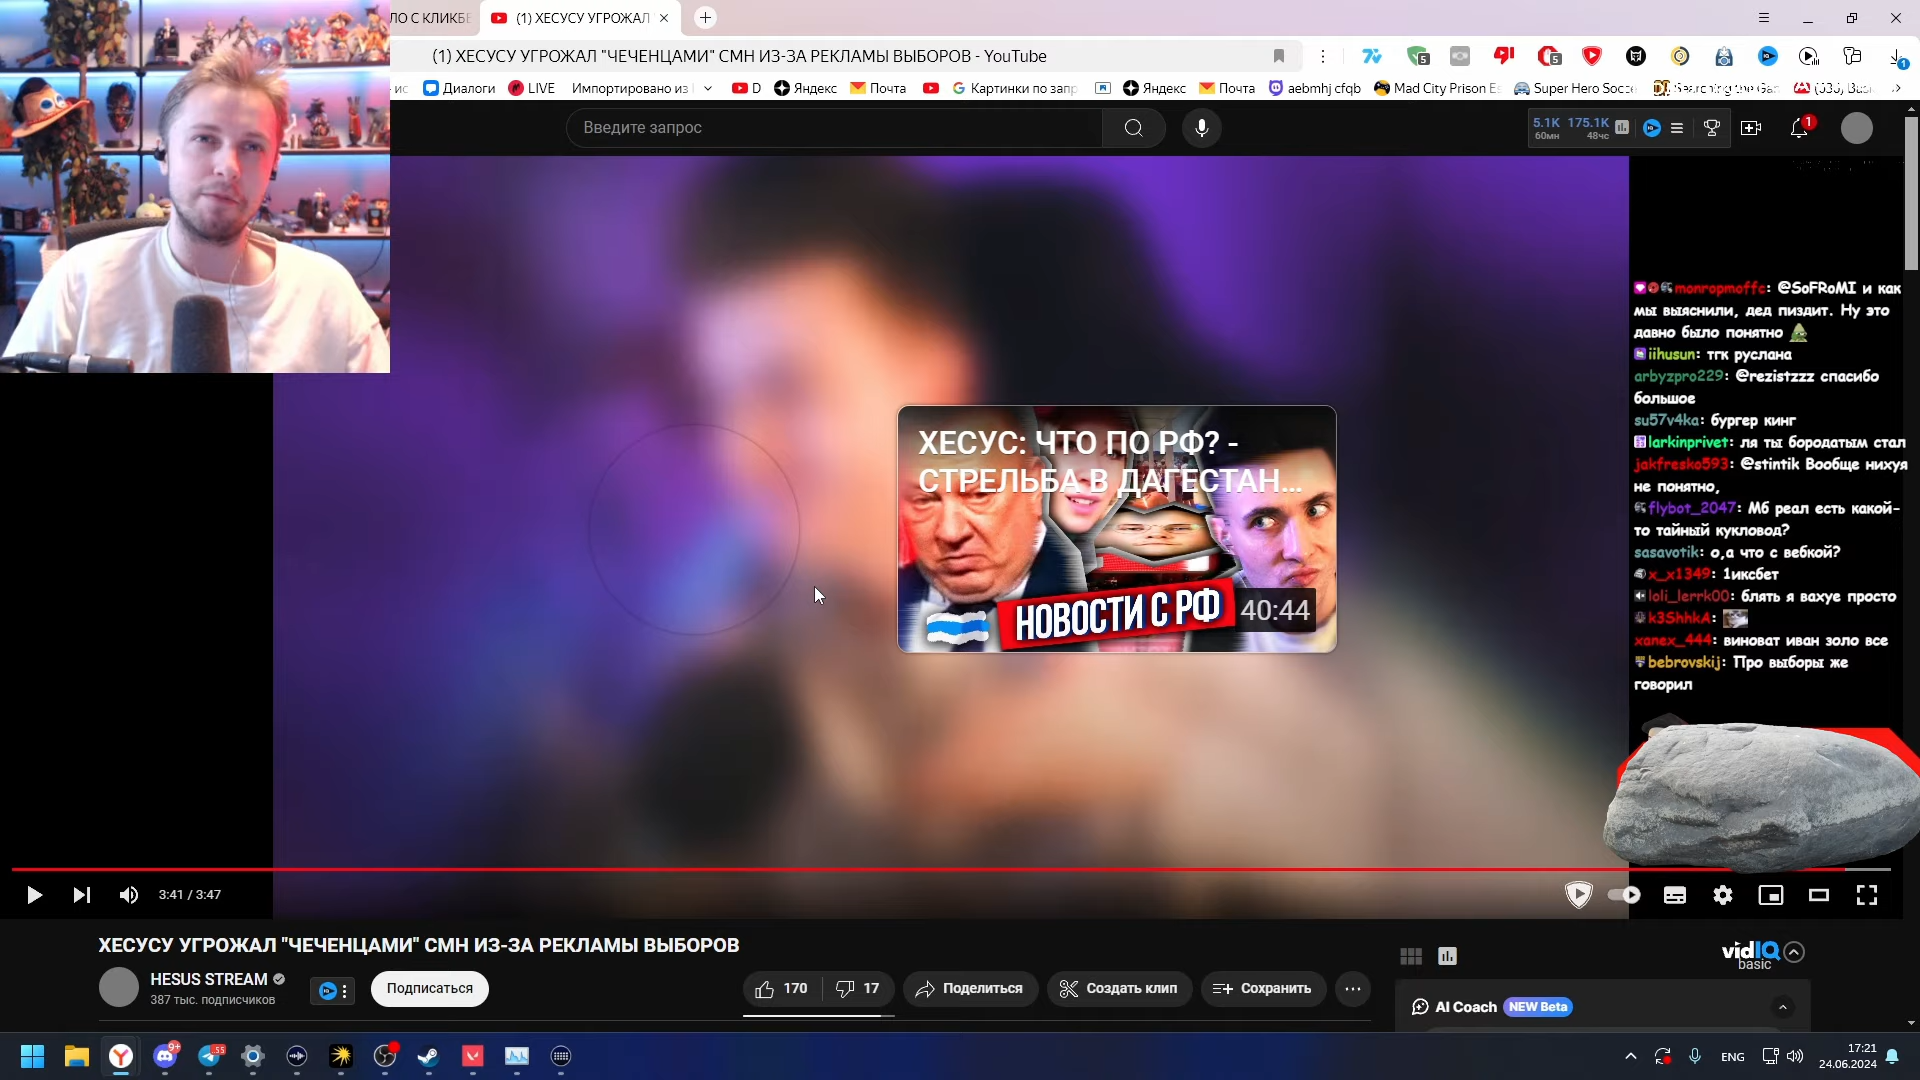 ЛО С КЛИКБЕ
(1) ХЕСУСУ УГРОЖАЛ
(1) ХЕСУСУ УГРОЖАЛ "ЧЕЧЕНЦАМИ" СМН ИЗ-ЗА РЕКЛАМЫ ВЫБОРОВ - YouTube
Диалоги
LIVE
Импортировано из
D
Яндекс
Почта
Картинки по запр
Яндекс
Почта
aebmhj cfqb
Mad City Prison Es
Super Hero Socce
Введите запрос
5.1K 175.1K
60мн 48чс
1
ХЕСУС: ЧТО ПО РФ? -
СТРЕЛЬБА В ДАГЕСТАН...
НОВОСТИ С РФ
40:44
monropmoffc: @SoFRoMI и как
мы выяснили, дед пиздит. Ну это
давно было понятно
iihusun: тгк руслана
arbyzpro229: @rezistzzz спасибо
большое
su57v4ka: бургер кинг
larkinprivet: ля ты бородатым стал
jakfresko593: @stintik Вообще нихуя
не понятно,
flybot_2047: Мб реал есть какой-
то тайный кукловод?
sasavotik: о,а что с вебкой?
x_x1349: 1иксбет
loli_lerrk00: блять я вахуе просто
k3ShhkA:
xanex_444: виноват иван золо все
bebrovskij: Про выборы же
говорил
3:41 / 3:47
ХЕСУСУ УГРОЖАЛ "ЧЕЧЕНЦАМИ" СМН ИЗ-ЗА РЕКЛАМЫ ВЫБОРОВ
HESUS STREAM
387 тыс. подписчиков
Подписаться
170
17
Поделиться
Создать клип
Сохранить
vidIQ
basic
AI Coach NEW Beta
ENG
17:21
24.06.2024